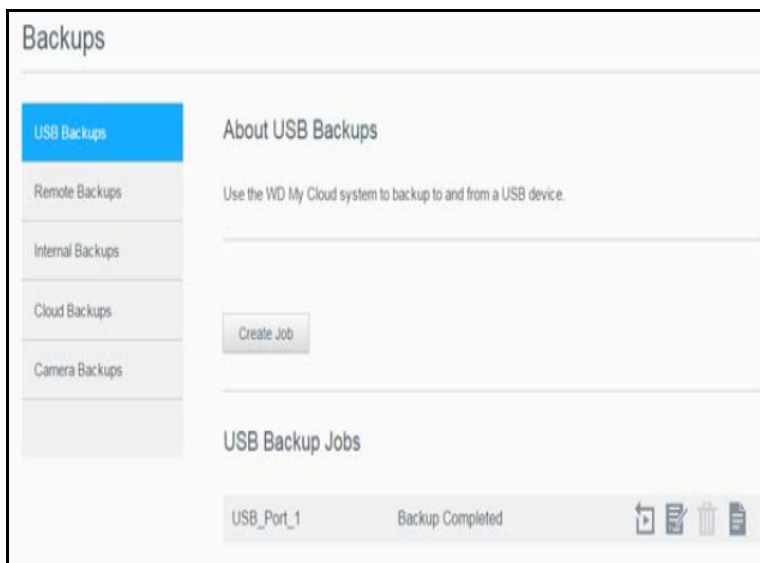 Backups
USB Backups
Remote Backups
Internal Backups
Cloud Backups
Camera Backups
About USB Backups
Use the WD My Cloud system to backup to and from a USB device.
Create Job
USB Backup Jobs
USB_Port_1 Backup Completed